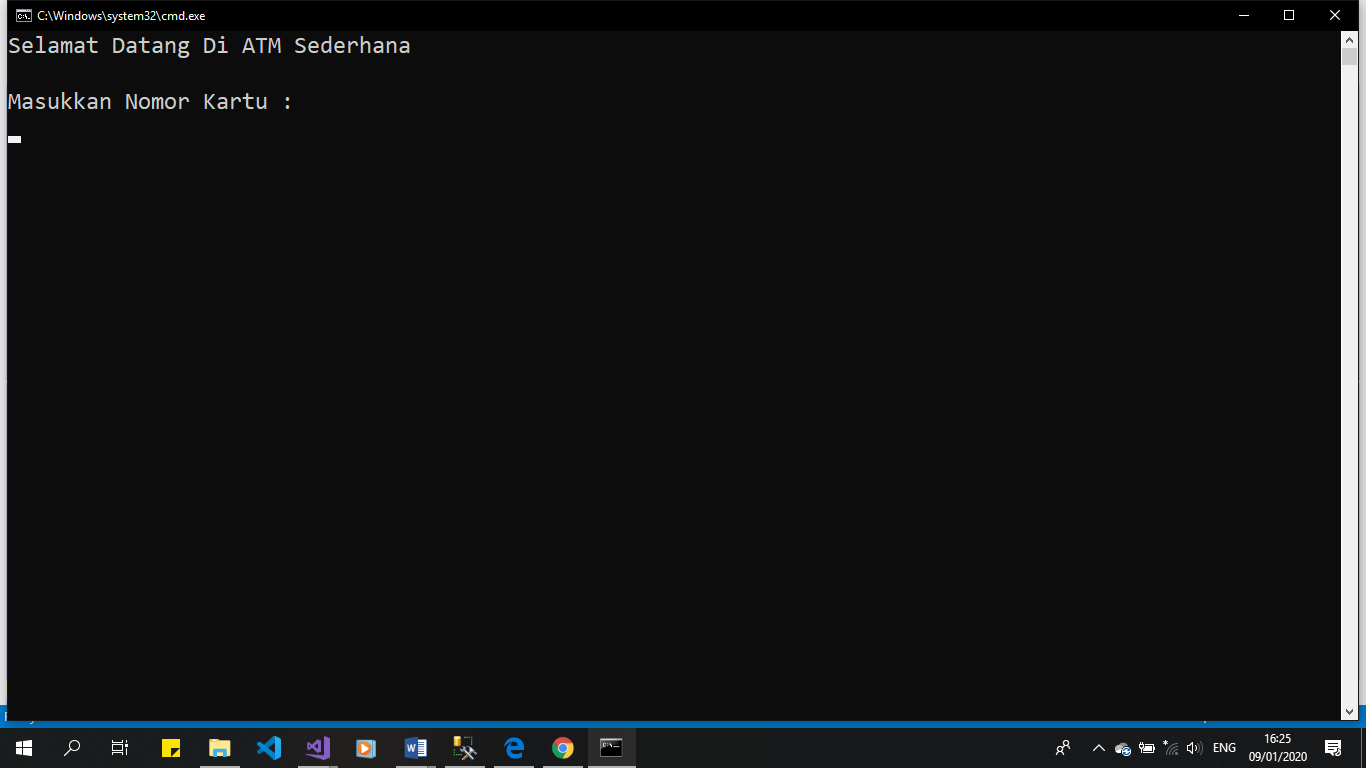 C:\Windows\system32\cmd.exe
Selamat Datang Di ATM Sederhana
Masukkan Nomor Kartu :
ENG
16:25
09/01/2020